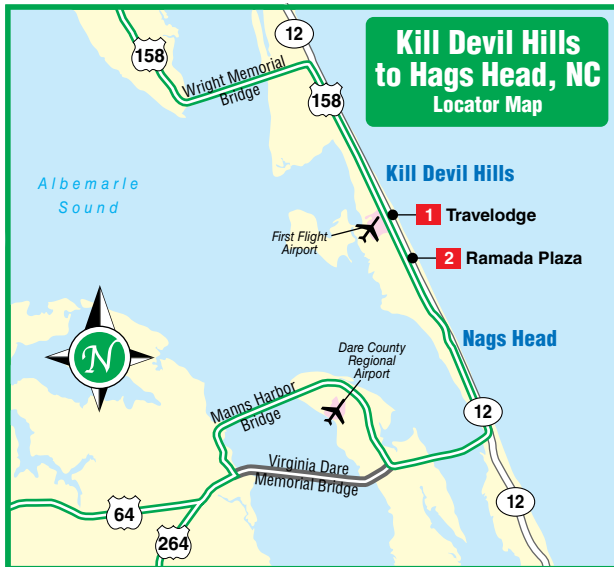 12
158
Kill Devil Hills
to Hags Head, NC
Locator Map
Wright Memorial
Bridge
158
Albemarle
Sound
Kill Devil Hills
1 Travelodge
First Flight
Airport
2 Ramada Plaza
Nags Head
N
Dare County
Regional
Airport
Manns Harbor
Bridge
12
Virginia Dare
Memorial Bridge
12
64
264